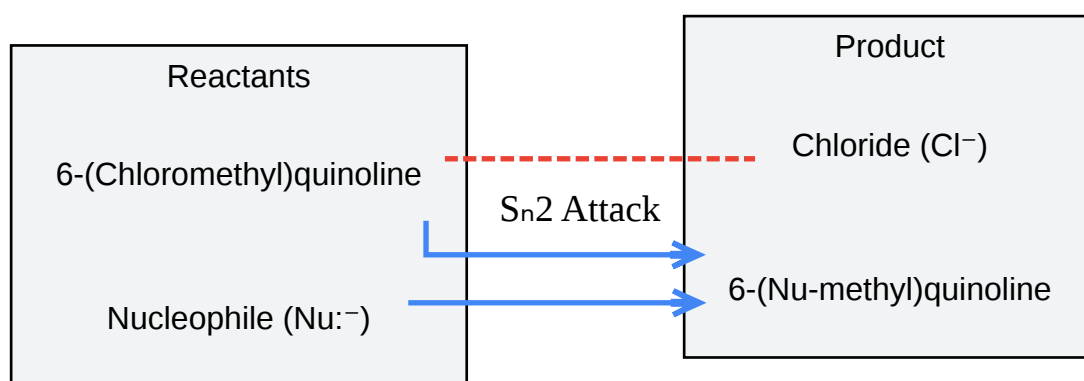 Reactants
6-(Chloromethyl)quinoline
Nucleophile (Nu:⁻)
Sₙ2 Attack
Product
Chloride (Cl⁻)
6-(Nu-methyl)quinoline